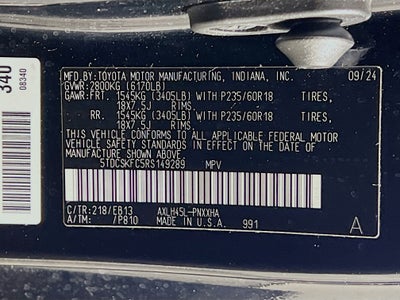 MFD. BY: TOYOTA MOTOR MANUFACTURING, INDIANA, INC. 09/24
GVWR: 2800KG (6170LB)
GAWR: FRT. 1545KG (3405LB) WITH P235/60R18 TIRES,
18X7.5J RIMS.
RR. 1545KG (3405LB) WITH P235/60R18 TIRES,
18X7.5J RIMS.
THIS VEHICLE CONFORMS TO ALL APPLICABLE FEDERAL MOTOR
VEHICLE SAFETY STANDARDS IN EFFECT ON THE DATE OF
MANUFACTURE SHOWN ABOVE.
5TDCSKFC5RS149289 MPV
C/TR: 218/EB13 AXLH45L-PNXXHA
A/TM: /P810 MADE IN U.S.A. 991 A
340
08340